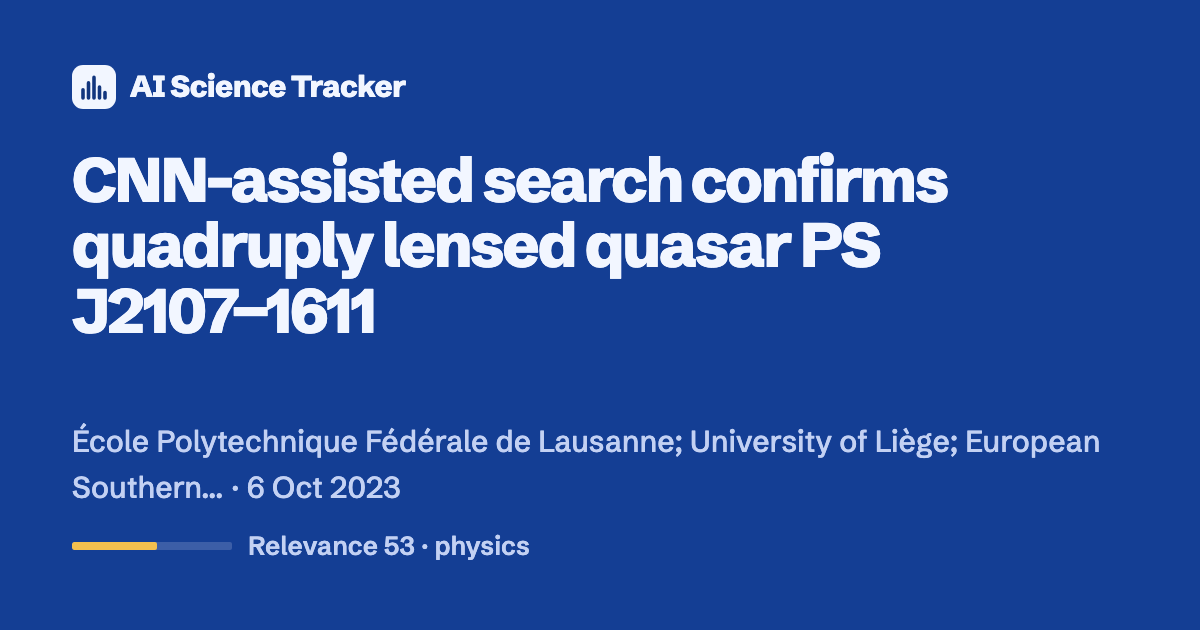 AI Science Tracker
CNN-assisted search confirms
quadruply lensed quasar PS
J2107–1611
École Polytechnique Fédérale de Lausanne; University of Liège; European
Southern... · 6 Oct 2023
Relevance 53 · physics